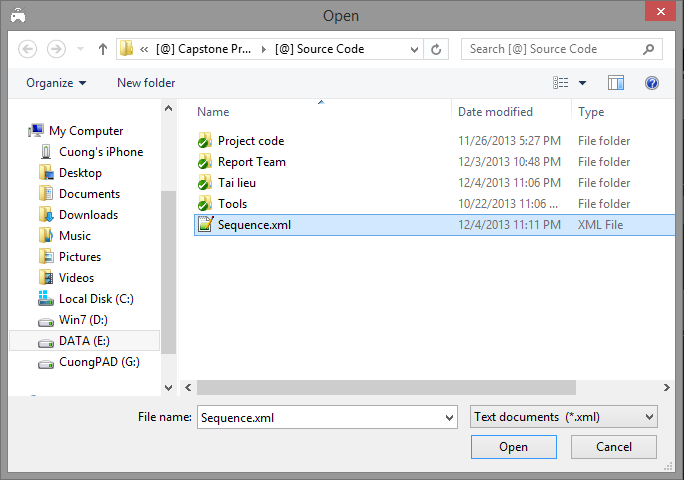 Open
« [@] Capstone Pr... [@] Source Code Search [@] Source Code
Organize New folder
Name Date modified Type
My Computer
Cuong's iPhone
Desktop
Documents
Downloads
Music
Pictures
Videos
Local Disk (C:)
Win7 (D:)
DATA (E:)
CuongPAD (G:)
Project code 11/26/2013 5:27 PM File folder
Report Team 12/3/2013 10:48 PM File folder
Tai lieu 12/4/2013 11:06 PM File folder
Tools 10/22/2013 11:06 ... File folder
Sequence.xml 12/4/2013 11:11 PM XML File
File name: Sequence.xml Text documents (*.xml)
Open Cancel